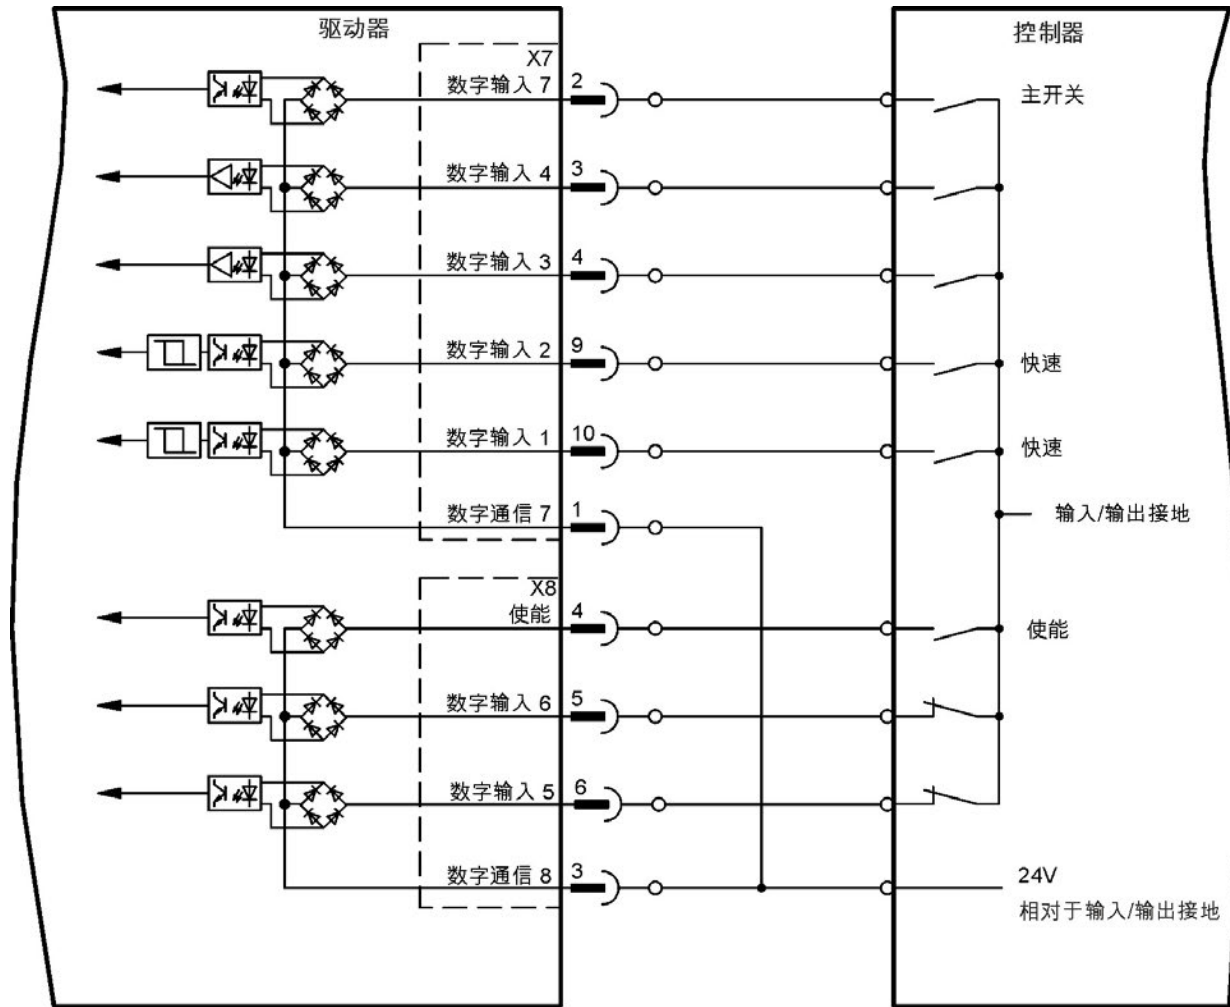 驱动器
控制器
X7
数字输入 7
2
主开关
数字输入 4
3
数字输入 3
4
数字输入 2
9
快速
数字输入 1
10
快速
数字通信 7
1
输入/输出接地
X8
使能
4
使能
数字输入 6
5
数字输入 5
6
数字通信 8
3
24V
相对于输入/输出接地